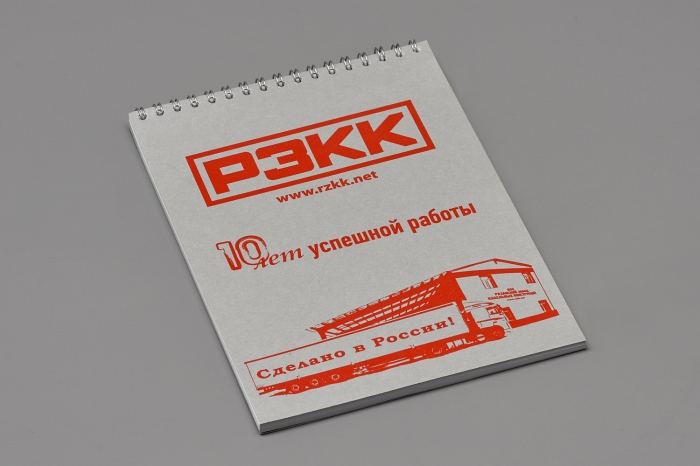 РЗКК
www.rzkk.net
10 лет успешной работы
Сделано в России!